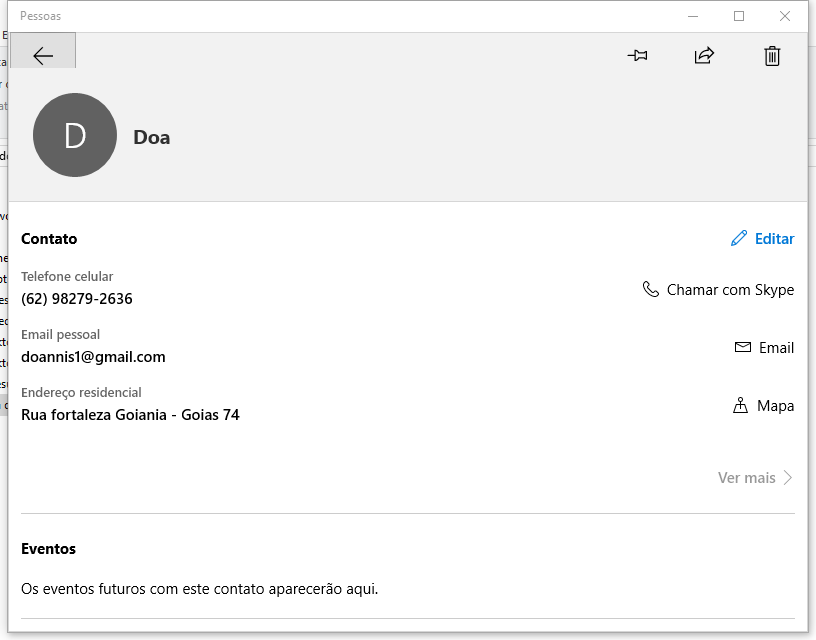 Pessoas
D
Doa
Contato
Editar
Telefone celular
(62) 98279-2636
Chamar com Skype
Email pessoal
doannis1@gmail.com
Email
Endereço residencial
Rua fortaleza Goiania - Goias 74
Mapa
Ver mais
Eventos
Os eventos futuros com este contato aparecerão aqui.